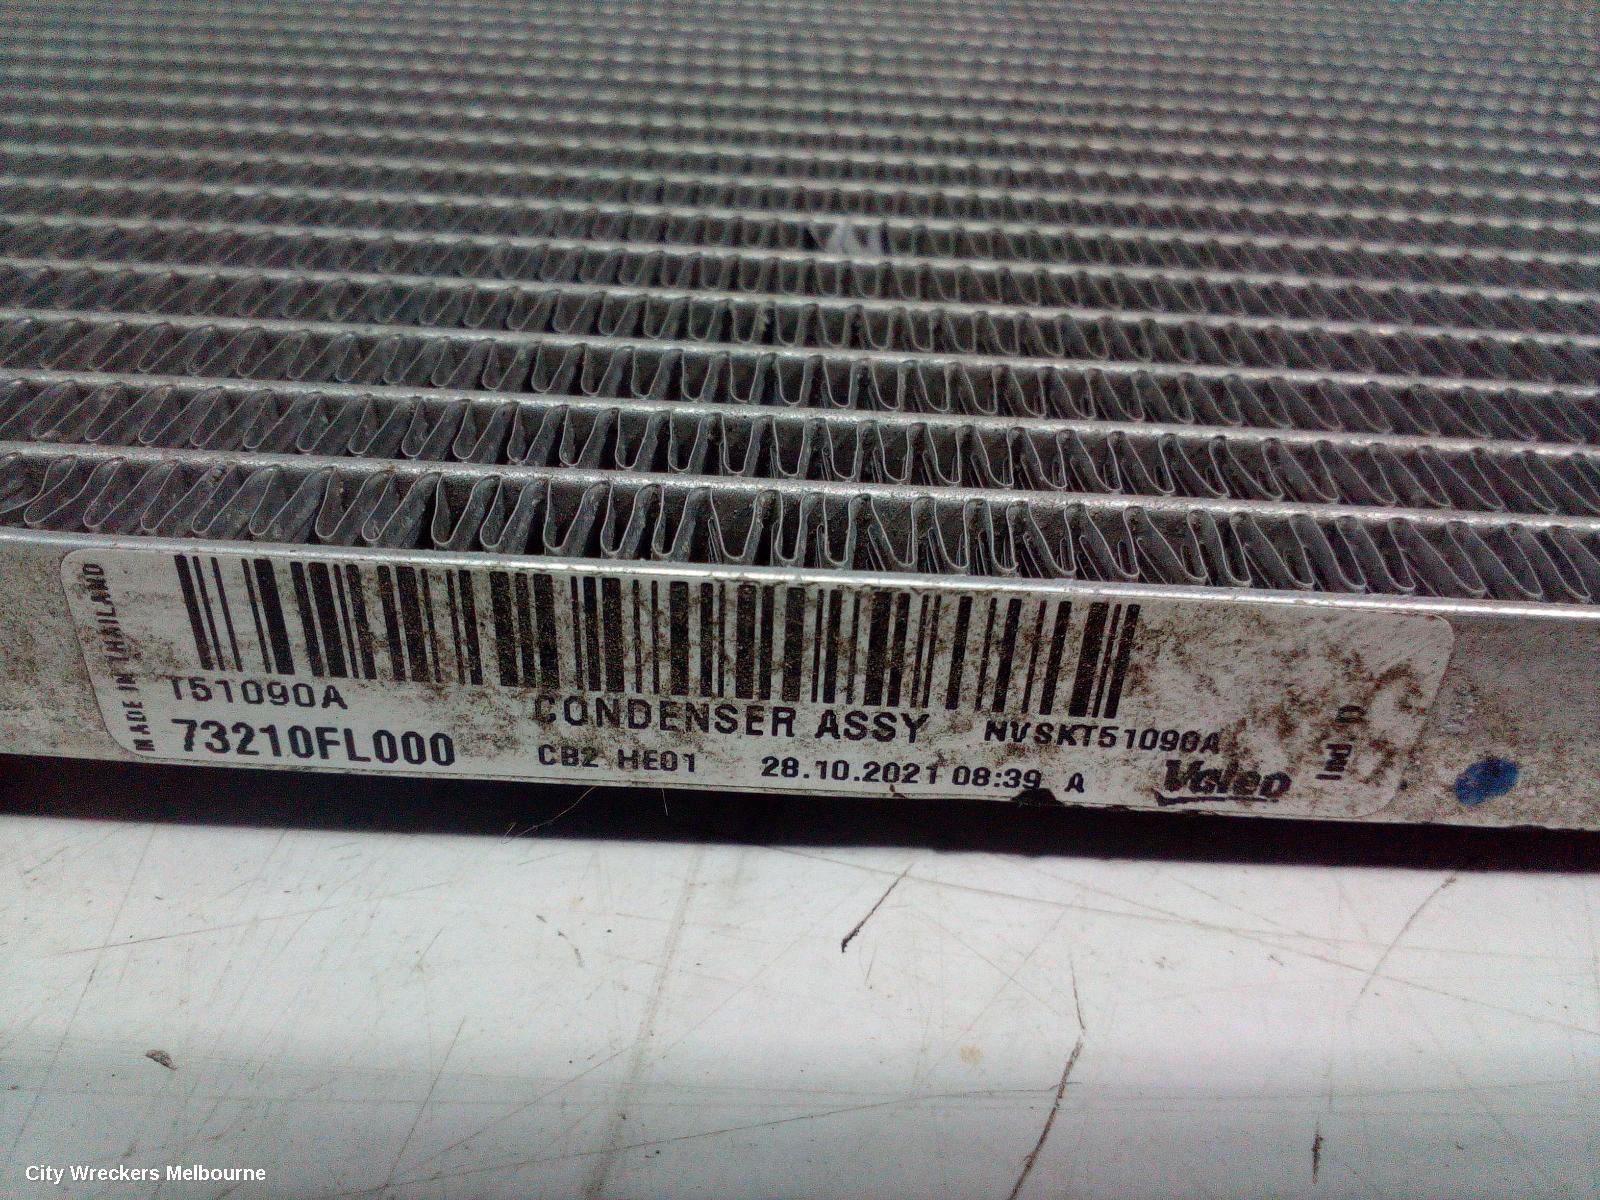 MADE IN THAILAND
T51090A
CONDENSER ASSY
NVSKT51090A
73210FL000
CB2 HE01
28.10.2021 08:39 A
Valeo
City Wreckers Melbourne